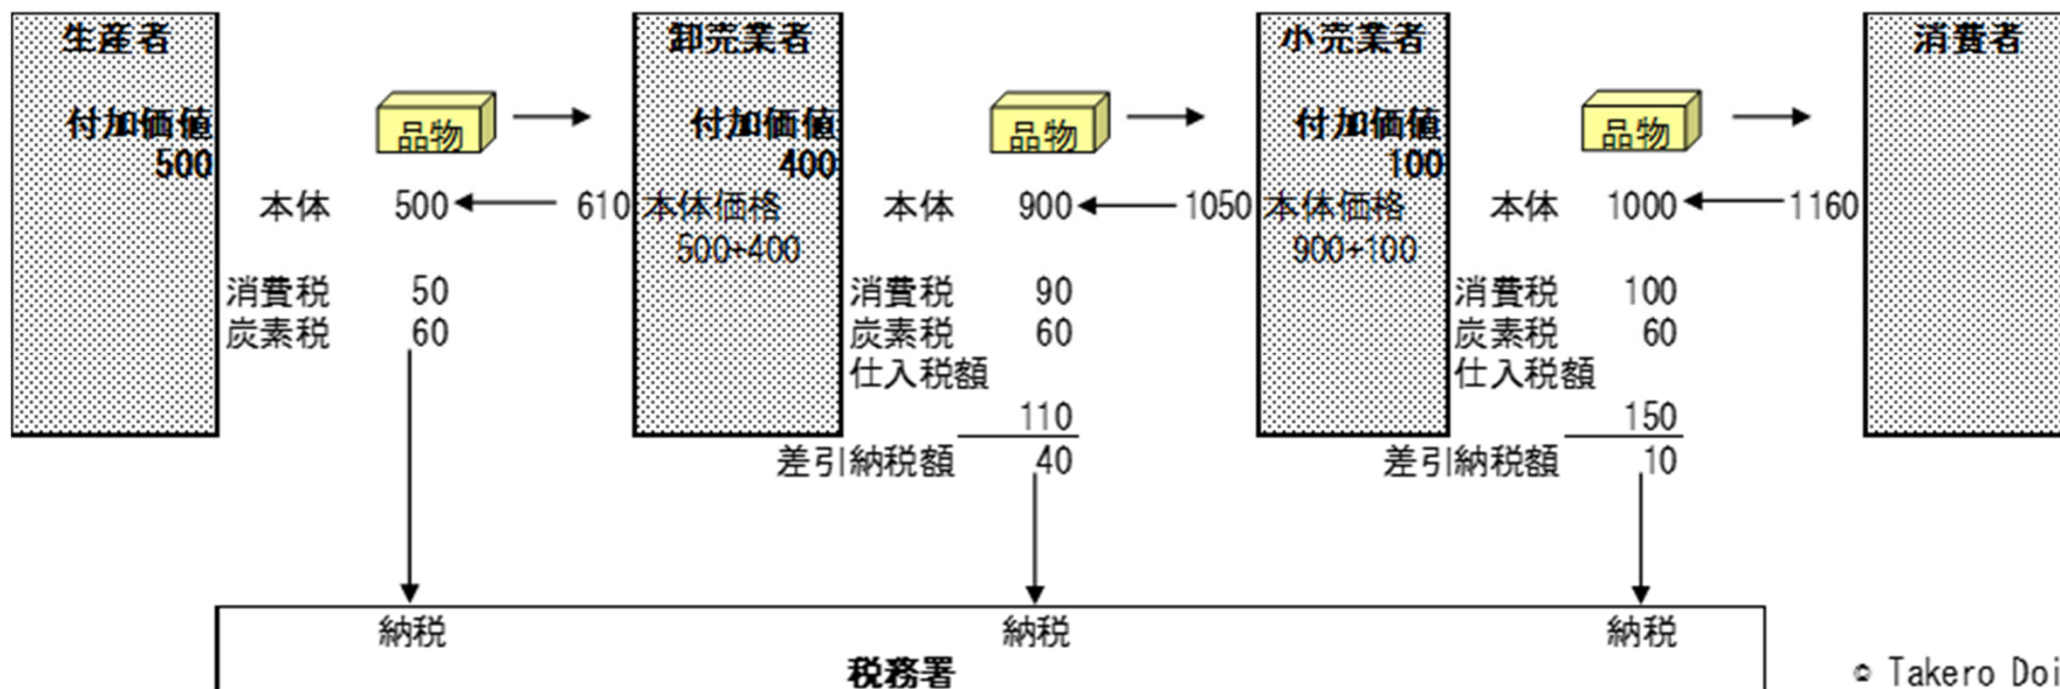 生産者 卸売業者 小売業者 消費者
品物 品物 品物
付加価値 付加価値 付加価値
500 400 100
本体 500 610 本体価格 本体 900 1050 本体価格 本体 1000 1160
500+400 900+100
消費税 50 消費税 90 消費税 100
炭素税 60 炭素税 60 炭素税 60
仕入税額 仕入税額
110 150
差引納税額 40 差引納税額 10
納税 納税 納税
税務署
© Takero Doi